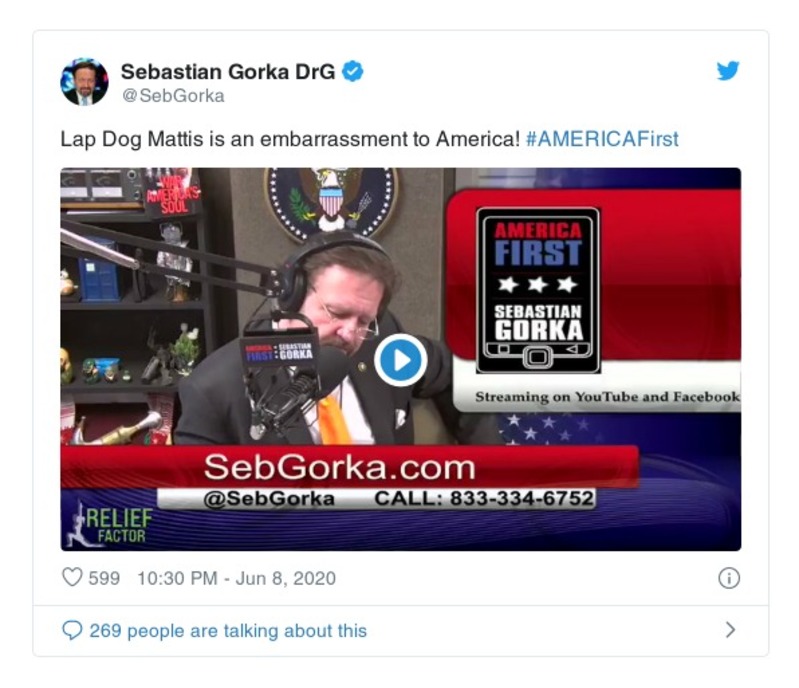 Sebastian Gorka DrG
@SebGorka
Lap Dog Mattis is an embarrassment to America! #AMERICAFirst
WAR
AMERICA'S
SOUL
AMERICA
FIRST
SEBASTIAN
GORKA
AMERICA SEBASTIAN
FIRST GORKA
Streaming on YouTube and Facebook
SebGorka.com
@SebGorka CALL: 833-334-6752
RELIEF
FACTOR
599 10:30 PM - Jun 8, 2020
269 people are talking about this